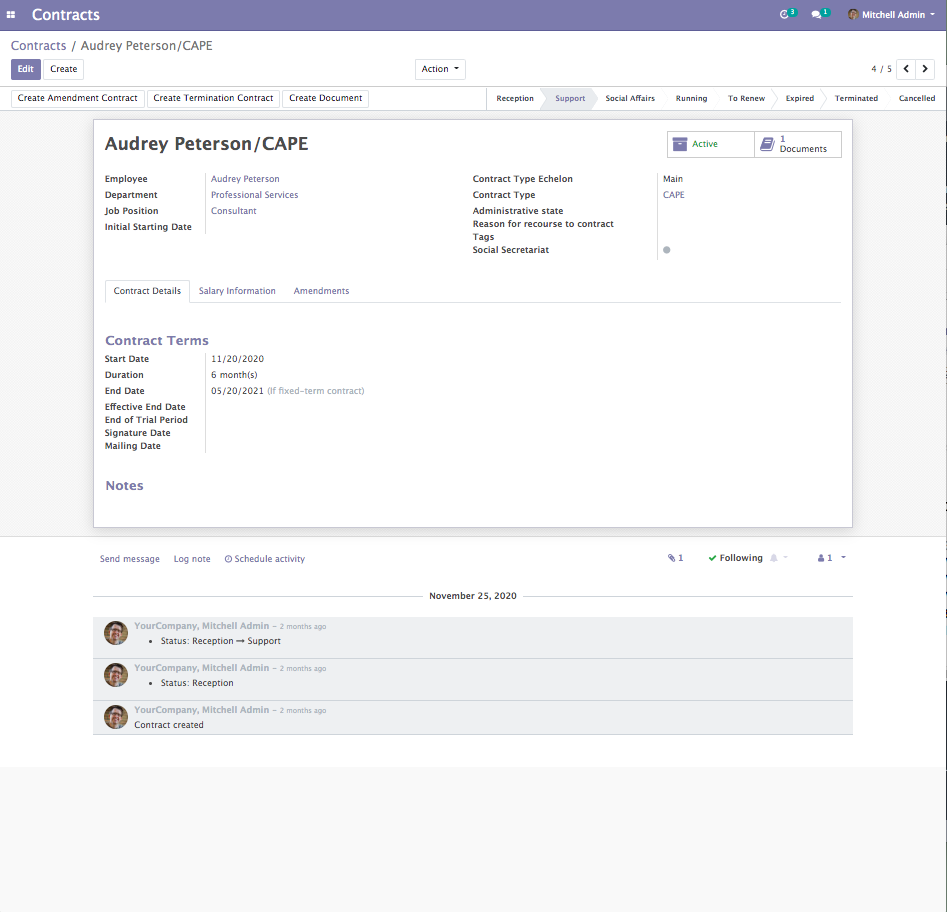 Contracts 3 1 Mitchell Admin
Contracts / Audrey Peterson/CAPE
Edit Create Action 4 / 5
Create Amendment Contract Create Termination Contract Create Document Reception Support Social Affairs Running To Renew Expired Terminated Cancelled
Audrey Peterson/CAPE
Active
1
Documents
Employee Audrey Peterson
Department Professional Services
Job Position Consultant
Initial Starting Date
Contract Type Echelon Main
Contract Type CAPE
Administrative state
Reason for recourse to contract
Tags
Social Secretariat
Contract Details Salary Information Amendments
Contract Terms
Start Date 11/20/2020
Duration 6 month(s)
End Date 05/20/2021 (If fixed-term contract)
Effective End Date
End of Trial Period
Signature Date
Mailing Date
Notes
Send message Log note Schedule activity 1 Following 1
November 25, 2020
YourCompany, Mitchell Admin - 2 months ago
• Status: Reception → Support
YourCompany, Mitchell Admin - 2 months ago
• Status: Reception
YourCompany, Mitchell Admin - 2 months ago
Contract created